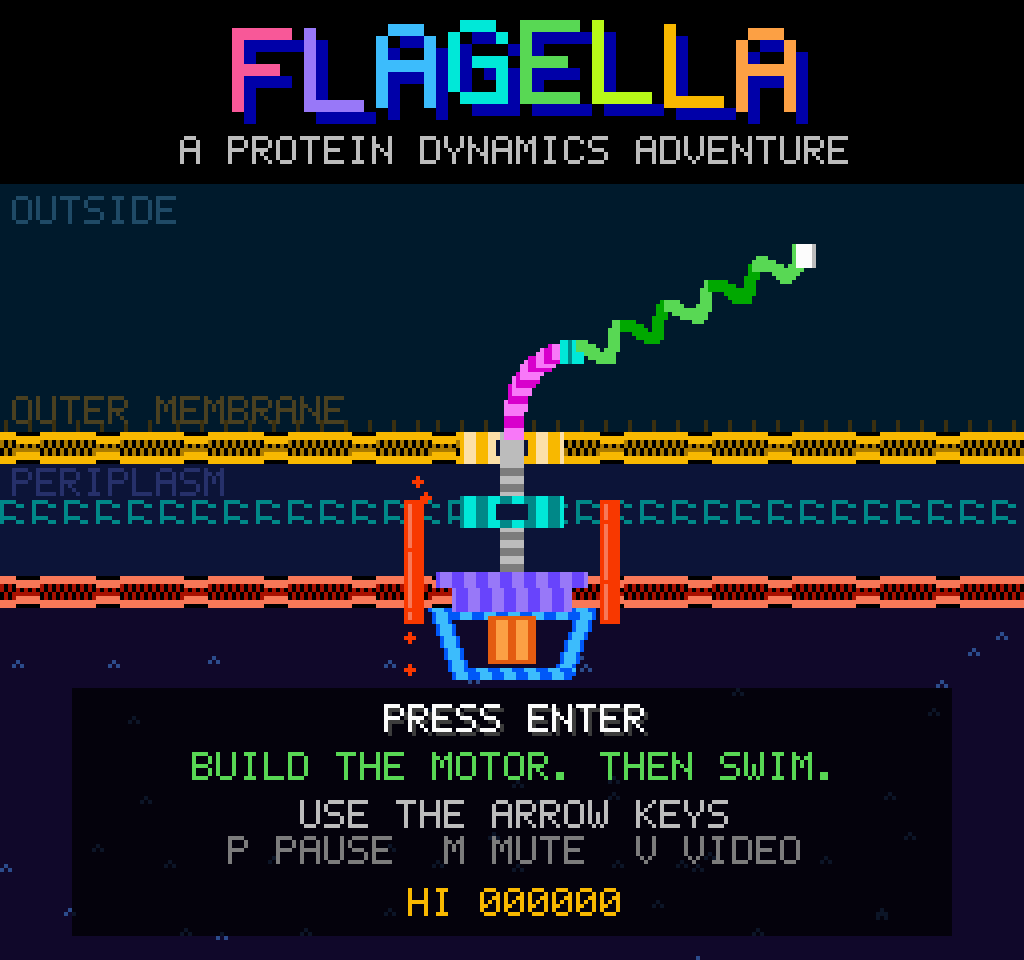 FLAGELLA
A PROTEIN DYNAMICS ADVENTURE
OUTSIDE
OUTER MEMBRANE
PERIPLASM
PRESS ENTER
BUILD THE MOTOR. THEN SWIM.
USE THE ARROW KEYS
P PAUSE  M MUTE  V VIDEO
HI 000000